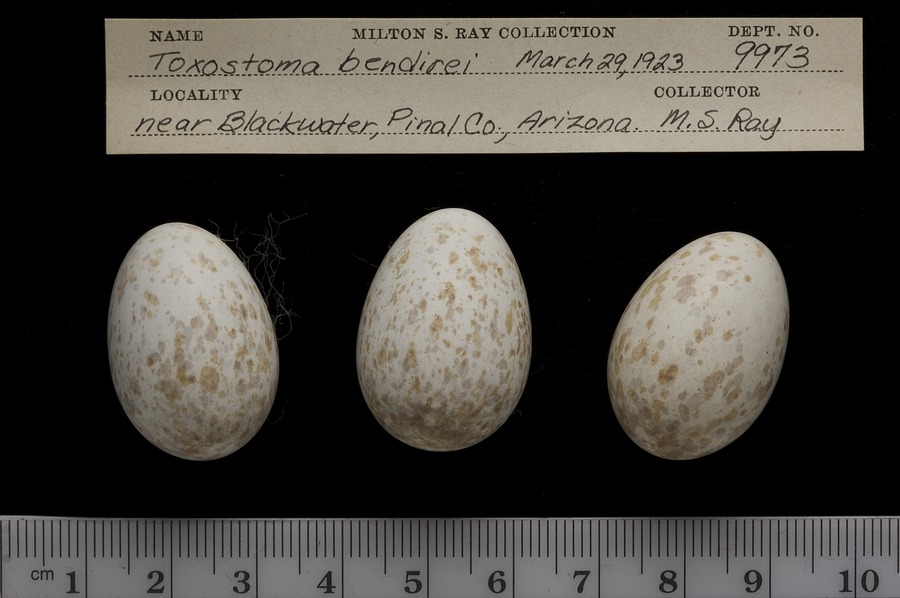 NAME MILTON S. RAY COLLECTION DEPT. NO.
Toxostoma bendirei March 29, 1923 9973
LOCALITY COLLECTOR
near Blackwater, Pinal Co., Arizona. M. S. Ray
cm 1 2 3 4 5 6 7 8 9 10